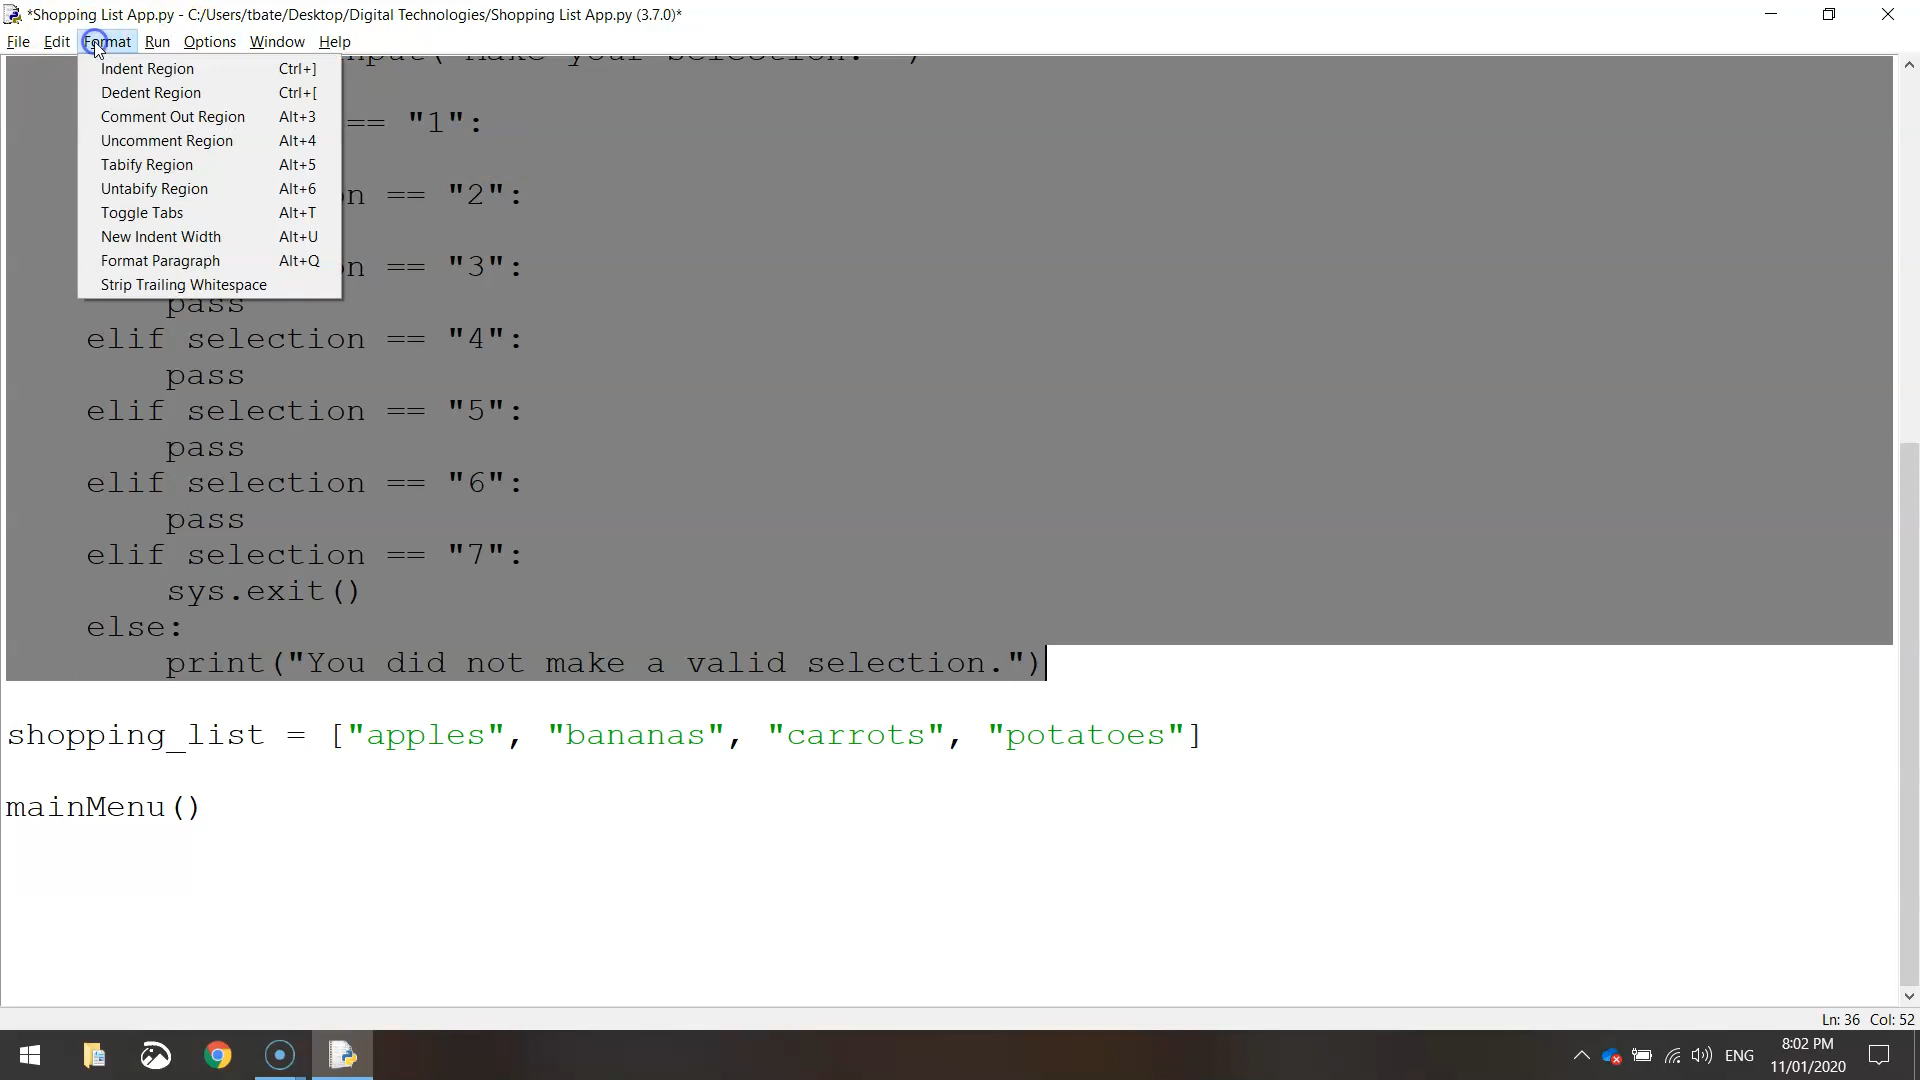 *Shopping List App.py - C:/Users/tbate/Desktop/Digital Technologies/Shopping List App.py (3.7.0)*
File Edit Format Run Options Window Help
Indent Region Ctrl+]
Dedent Region Ctrl+[
Comment Out Region Alt+3
Uncomment Region Alt+4
Tabify Region Alt+5
Untabify Region Alt+6
Toggle Tabs Alt+T
New Indent Width Alt+U
Format Paragraph Alt+Q
Strip Trailing Whitespace
== "1":
n == "2":
n == "3":
pass
elif selection == "4":
pass
elif selection == "5":
pass
elif selection == "6":
pass
elif selection == "7":
sys.exit()
else:
print("You did not make a valid selection.")
shopping_list = ["apples", "bananas", "carrots", "potatoes"]
mainMenu()
Ln: 36 Col: 52
ENG
8:02 PM
11/01/2020